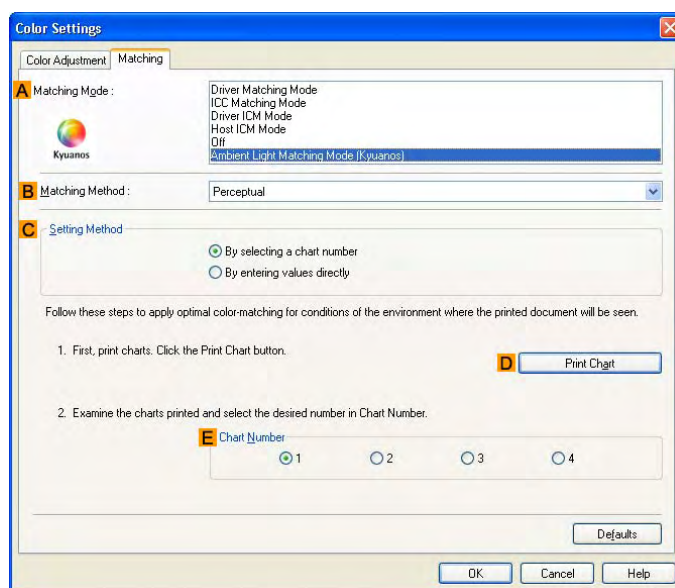 Color Settings
Color Adjustment Matching
A Matching Mode :
Driver Matching Mode
ICC Matching Mode
Driver ICM Mode
Host ICM Mode
Off
Ambient Light Matching Mode (Kyuanos)
Kyuanos
B Matching Method : Perceptual
C Setting Method
By selecting a chart number
By entering values directly
Follow these steps to apply optimal color-matching for conditions of the environment where the printed document will be seen.
1. First, print charts. Click the Print Chart button.
D Print Chart
2. Examine the charts printed and select the desired number in Chart Number.
E Chart Number
1 2 3 4
Defaults
OK Cancel Help